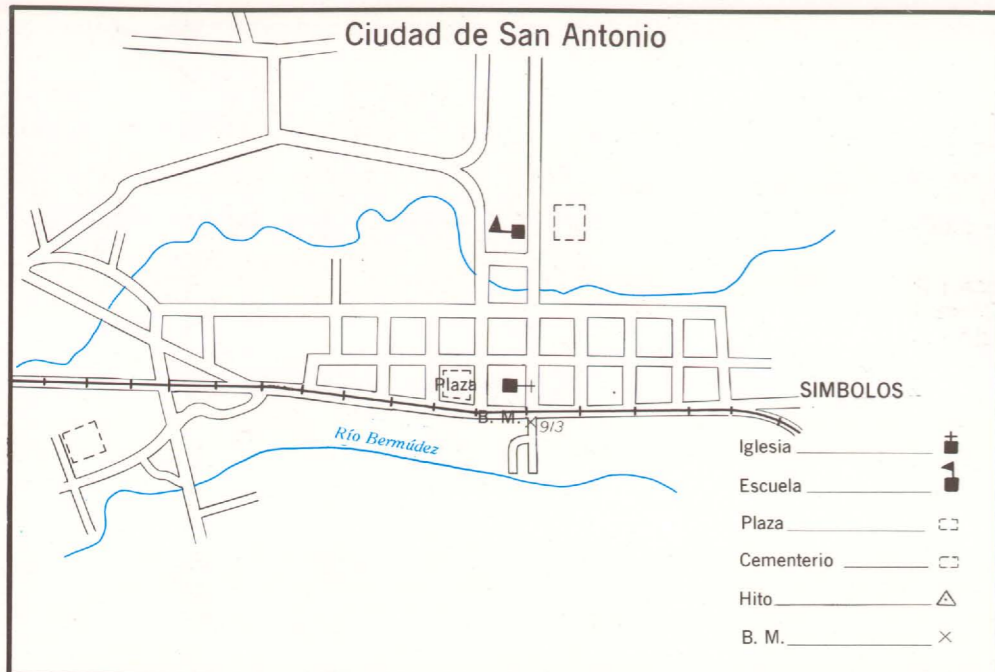 Ciudad de San Antonio
Plaza
B. M.
913
Río Bermúdez
SIMBOLOS
Iglesia
Escuela
Plaza
Cementerio
Hito
B. M.